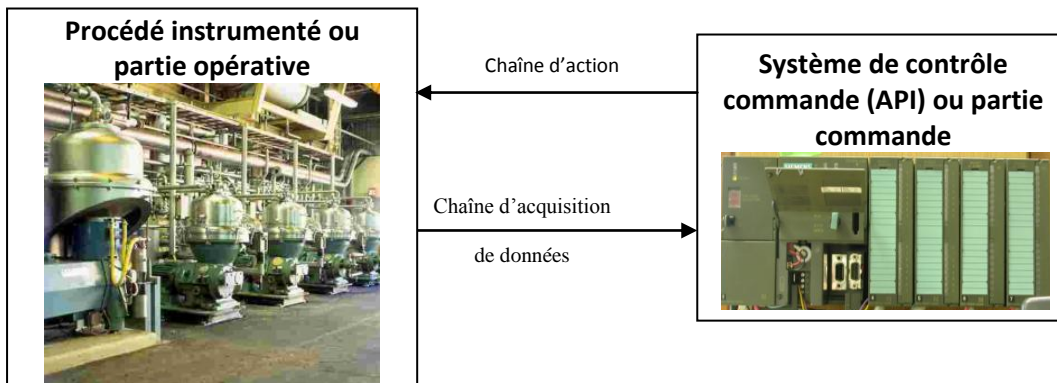 Procédé instrumenté ou
partie opérative
Chaîne d’action
Chaîne d’acquisition
de données
Système de contrôle
commande (API) ou partie
commande
SIEMENS